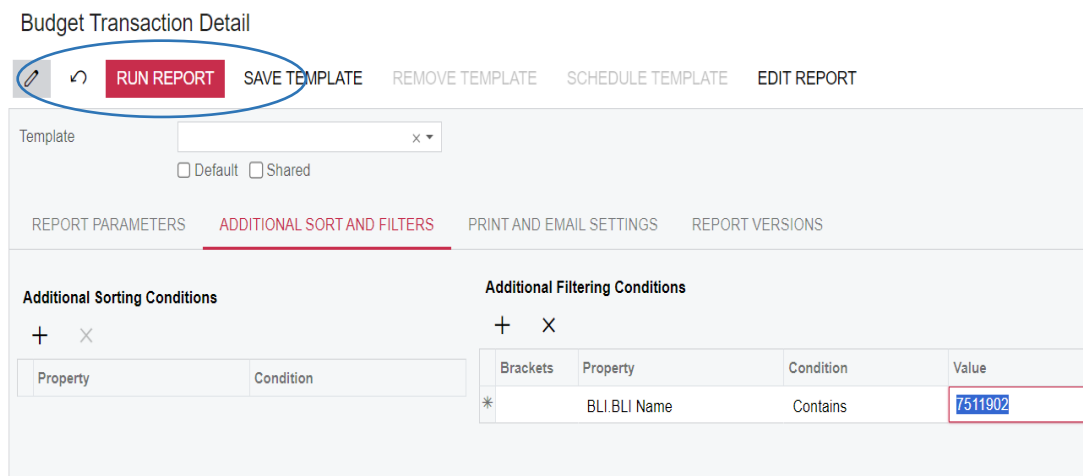 Budget Transaction Detail
RUN REPORT SAVE TEMPLATE REMOVE TEMPLATE SCHEDULE TEMPLATE EDIT REPORT
Template
Default Shared
REPORT PARAMETERS ADDITIONAL SORT AND FILTERS PRINT AND EMAIL SETTINGS REPORT VERSIONS
Additional Sorting Conditions
Additional Filtering Conditions
Property Condition
Brackets Property Condition Value
BLI.BLI Name Contains 7511902